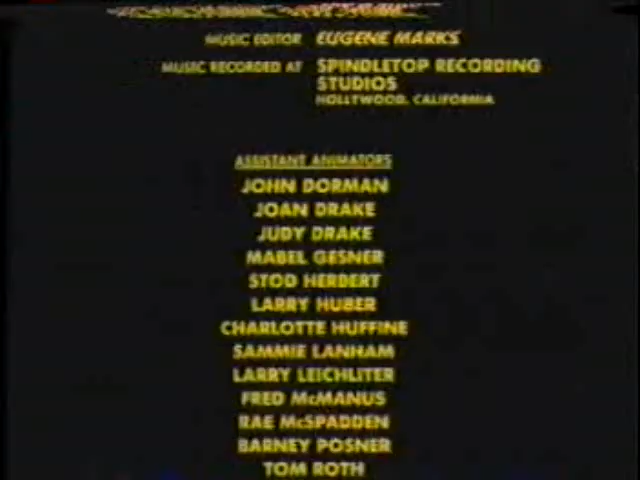 MUSIC EDITOR EUGENE MARKS
MUSIC RECORDED AT SPINDLETOP RECORDING
STUDIOS
HOLLYWOOD, CALIFORNIA
ASSISTANT ANIMATORS
JOHN DORMAN
JOAN DRAKE
JUDY DRAKE
MABEL GESNER
STOD HERBERT
LARRY HUBER
CHARLOTTE HUFFINE
SAMMIE LANHAM
LARRY LEICHLITER
FRED McMANUS
RAE McSPADDEN
BARNEY POSNER
TOM ROTH